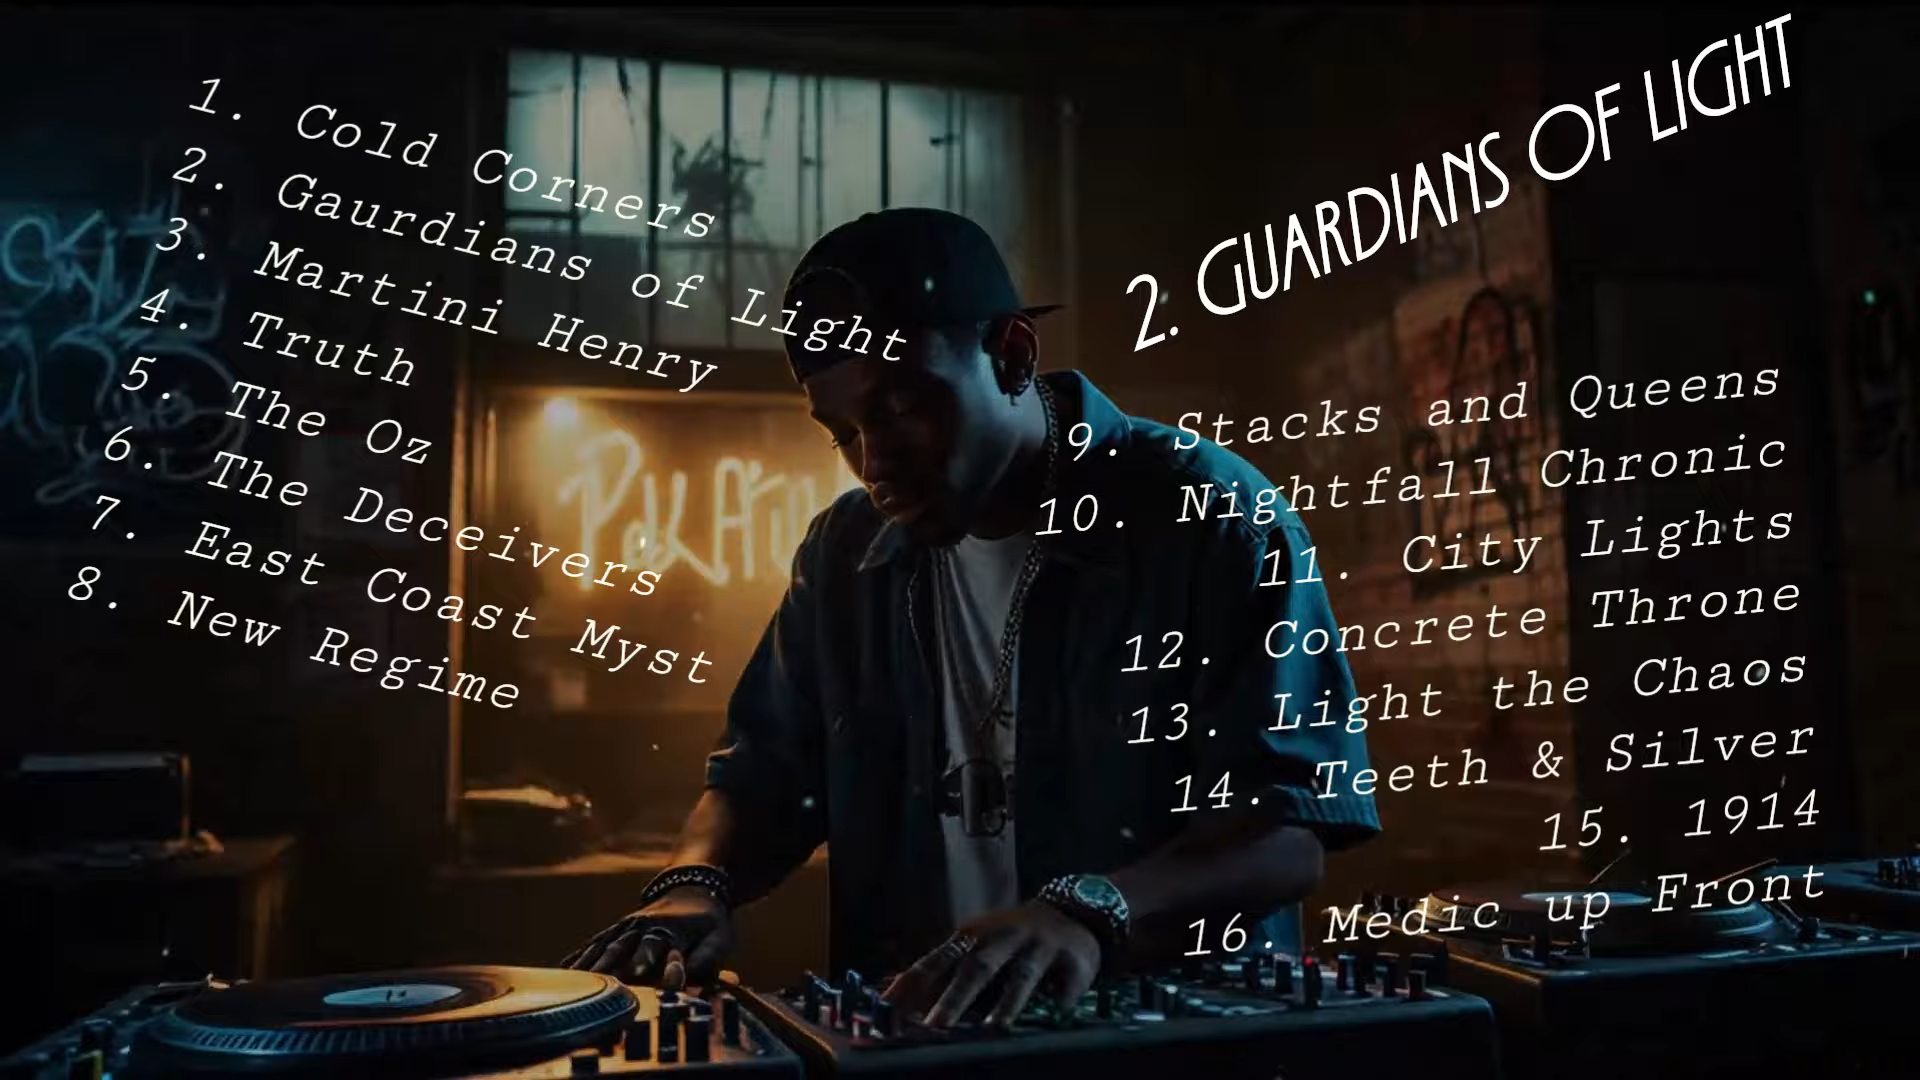 1. Cold Corners
2. Gaurdians of Light
3. Martini Henry
4. Truth
5. The Oz
6. The Deceivers
7. East Coast Myst
8. New Regime
2. GUARDIANS OF LIGHT
9. Stacks and Queens
10. Nightfall Chronic
11. City Lights
12. Concrete Throne
13. Light the Chaos
14. Teeth & Silver
15. 1914
16. Medic up Front